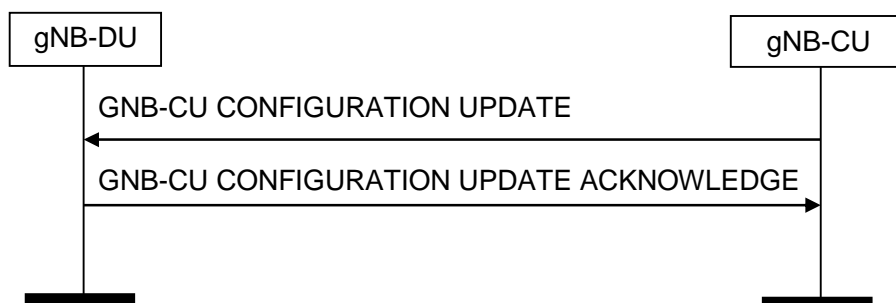 gNB-DU
gNB-CU
GNB-CU CONFIGURATION UPDATE
GNB-CU CONFIGURATION UPDATE ACKNOWLEDGE